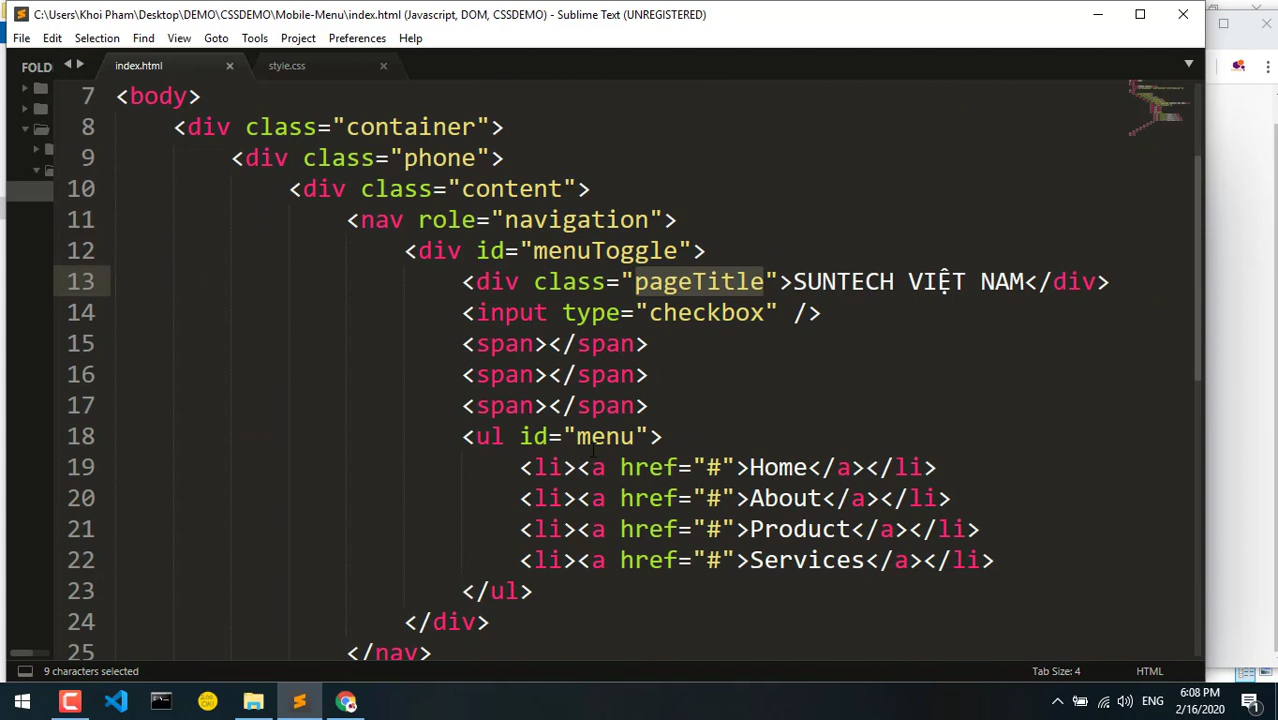 C:\Users\Khoi Pham\Desktop\DEMO\CSSDEMO\Mobile-Menu\index.html (Javascript, DOM, CSSDEMO) - Sublime Text (UNREGISTERED)
File Edit Selection Find View Goto Tools Project Preferences Help
FOLD index.html style.css
7 <body>
8 <div class="container">
9 <div class="phone">
10 <div class="content">
11 <nav role="navigation">
12 <div id="menuToggle">
13 <div class="pageTitle">SUNTECH VIỆT NAM</div>
14 <input type="checkbox" />
15 <span></span>
16 <span></span>
17 <span></span>
18 <ul id="menu">
19 <li><a href="#">Home</a></li>
20 <li><a href="#">About</a></li>
21 <li><a href="#">Product</a></li>
22 <li><a href="#">Services</a></li>
23 </ul>
24 </div>
25 </nav>
9 characters selected Tab Size: 4 HTML
ENG 6:08 PM
2/16/2020 1